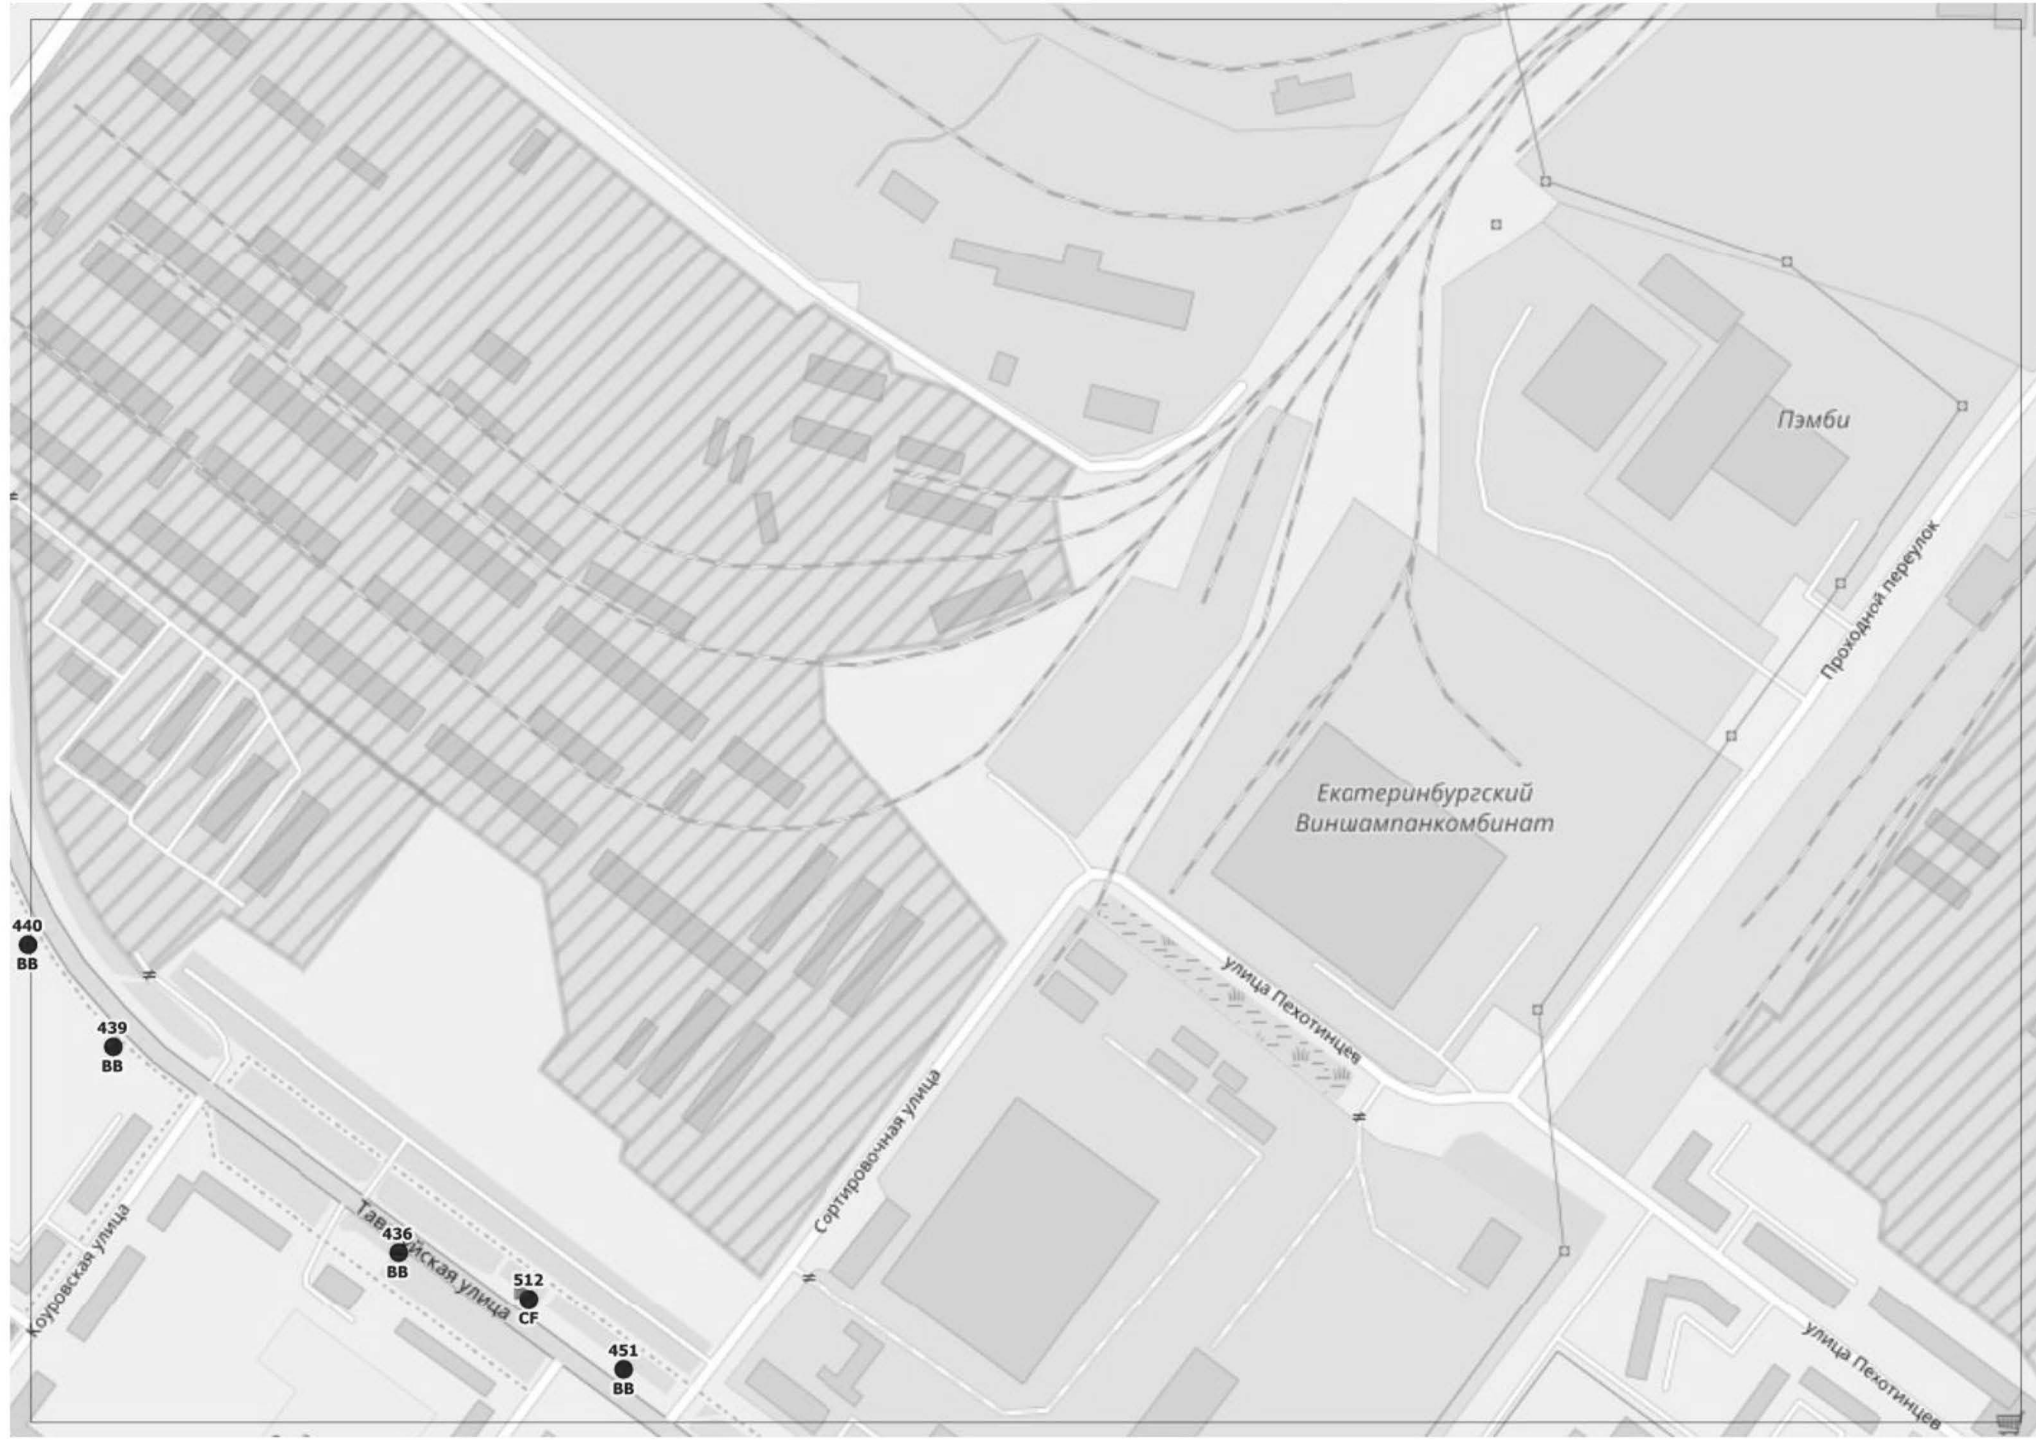 Пэмби
Проходной переулок
Екатеринбургский
Виншампанкомбинат
440
BB
улица Пехотинцев
439
BB
Сортировочная улица
Коуровская улица
436
BB
512
CF
451
BB
улица Пехотинцев